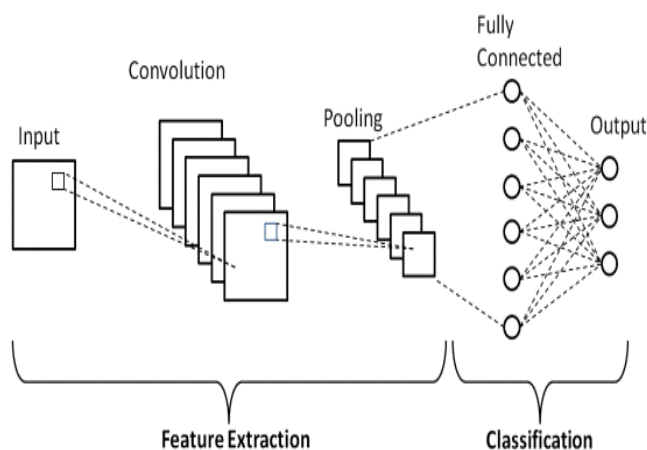 Input
Convolution
Pooling
Fully
Connected
Output
Feature Extraction
Classification